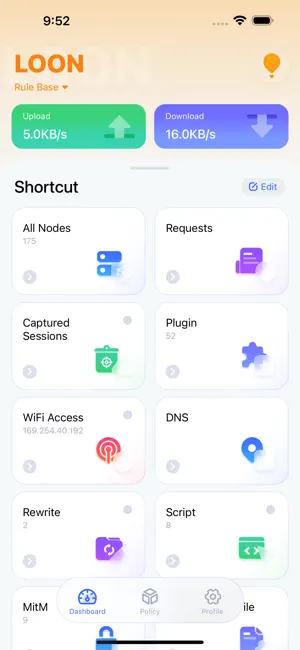 9:52
LOON
Rule Base
Upload
5.0KB/s
Download
16.0KB/s
Shortcut
Edit
All Nodes
175
Requests
Captured
Sessions
Plugin
52
WiFi Access
169.254.40.192
DNS
Rewrite
2
Script
8
MitM
9
ile
Dashboard
Policy
Profile